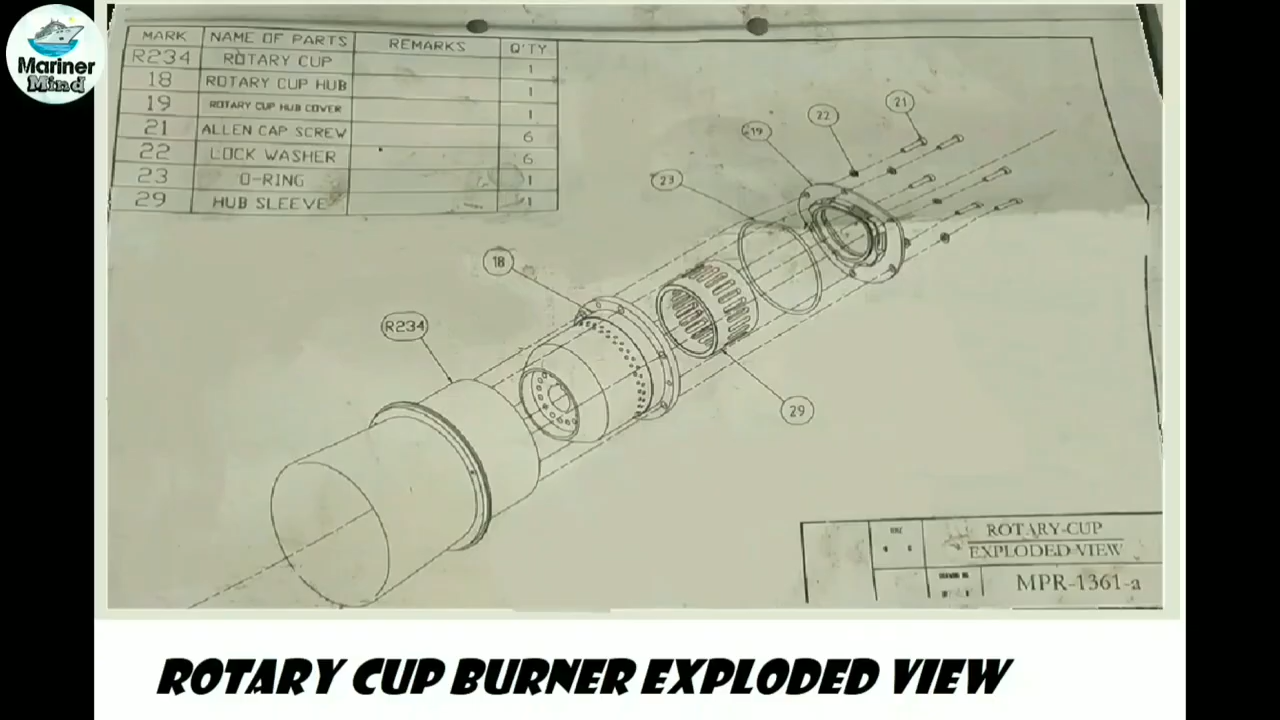 Mariner
Mind
MARK NAME OF PARTS REMARKS Q'TY
R234 ROTARY CUP 1
18 ROTARY CUP HUB 1
19 ROTARY CUP HUB COVER 1
21 ALLEN CAP SCREW 6
22 LOCK WASHER 6
23 O-RING 1
29 HUB SLEEVE 1
21
22
19
23
18
R234
29
ROTARY-CUP
EXPLODED VIEW
DRAWING NO
MPR-1361-a
ROTARY CUP BURNER EXPLODED VIEW